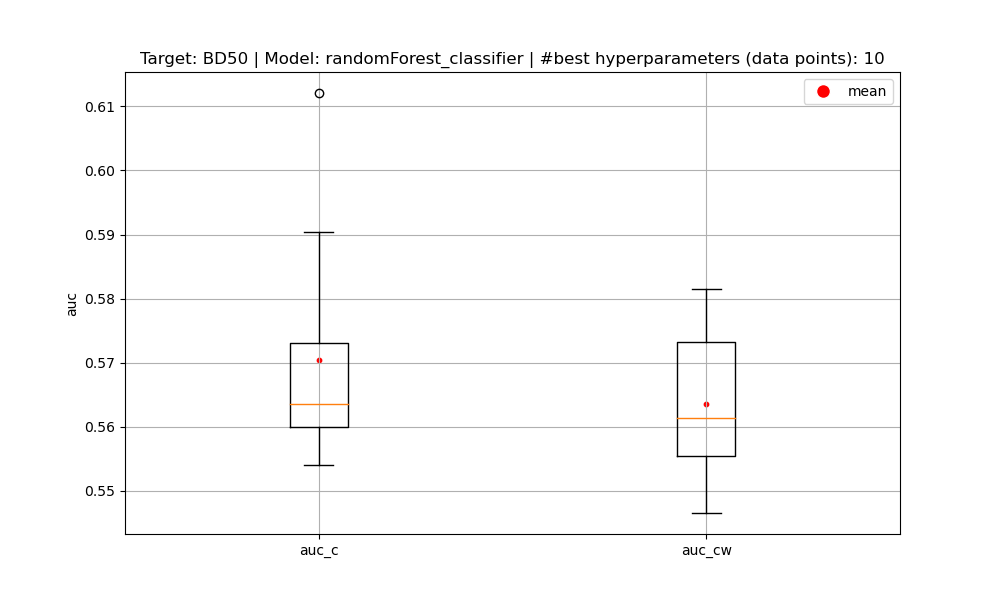 Target: BD50 | Model: randomForest_classifier | #best hyperparameters (data points): 10
mean
0.61
0.60
0.59
0.58
0.57
0.56
0.55
auc
auc_c
auc_cw